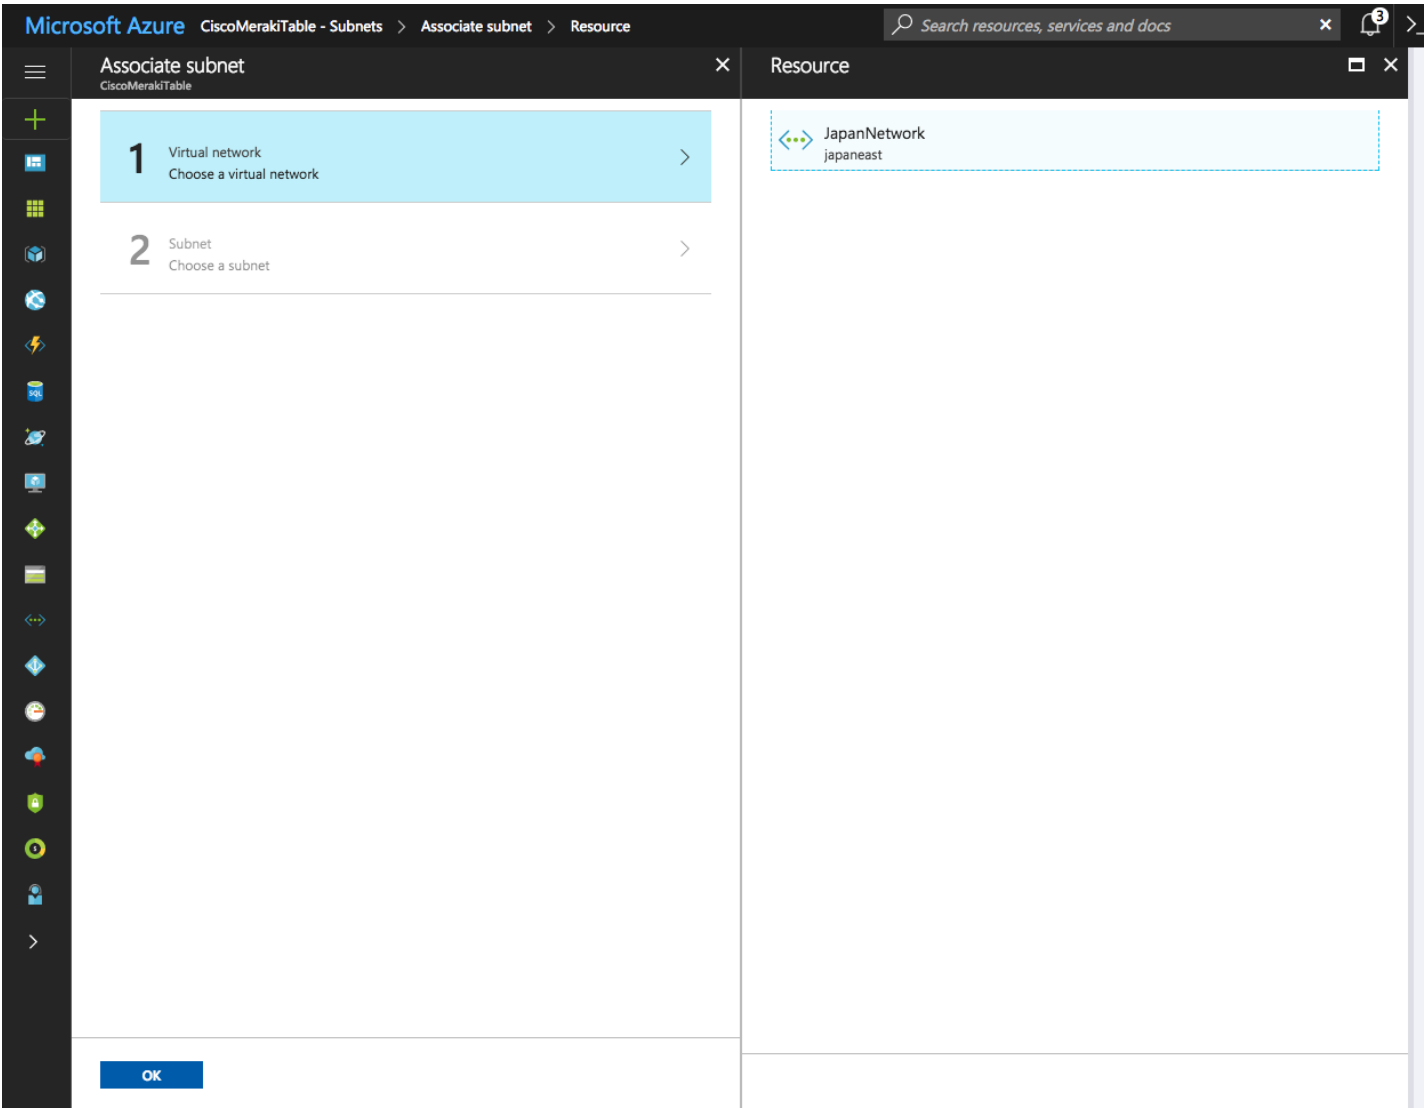 Microsoft Azure CiscoMerakiTable - Subnets > Associate subnet > Resource
Search resources, services and docs
3
Associate subnet
CiscoMerakiTable
Resource
1
Virtual network
Choose a virtual network
2
Subnet
Choose a subnet
JapanNetwork
japaneast
SQL
OK